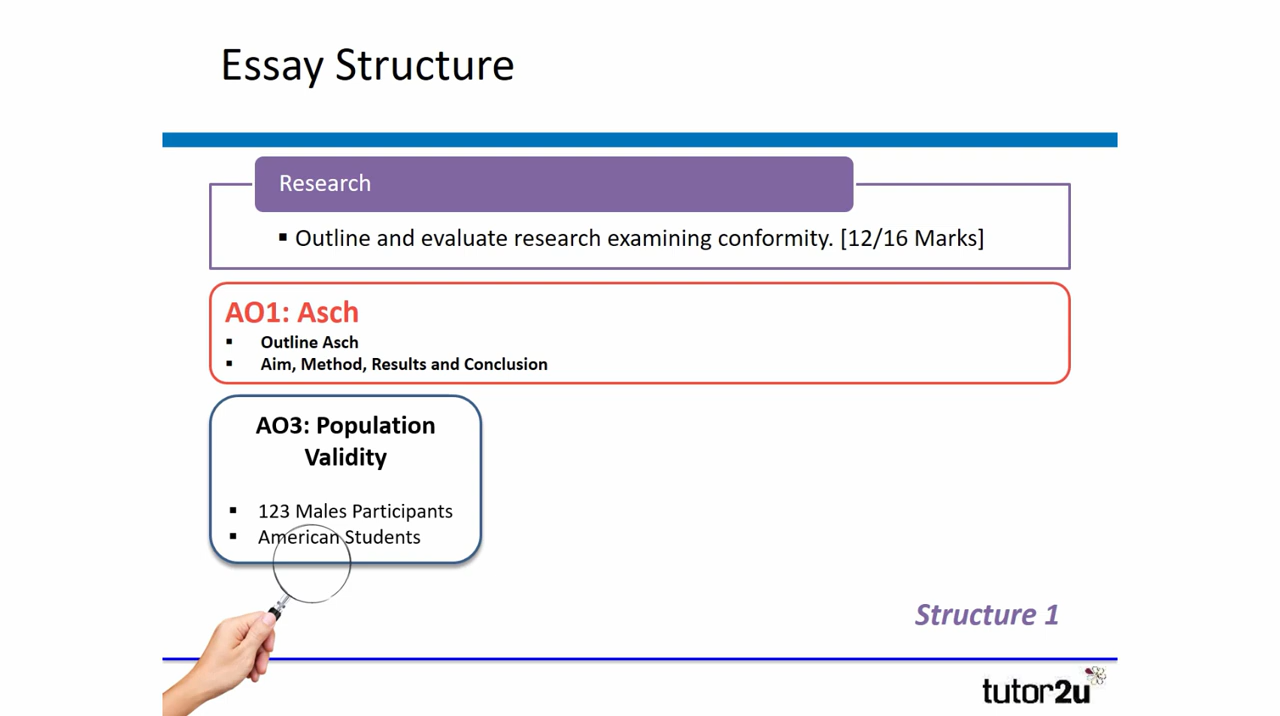 Essay Structure
Research
▪ Outline and evaluate research examining conformity. [12/16 Marks]
AO1: Asch
▪ Outline Asch
▪ Aim, Method, Results and Conclusion
AO3: Population
Validity
▪ 123 Males Participants
▪ American Students
Structure 1
tutor2u